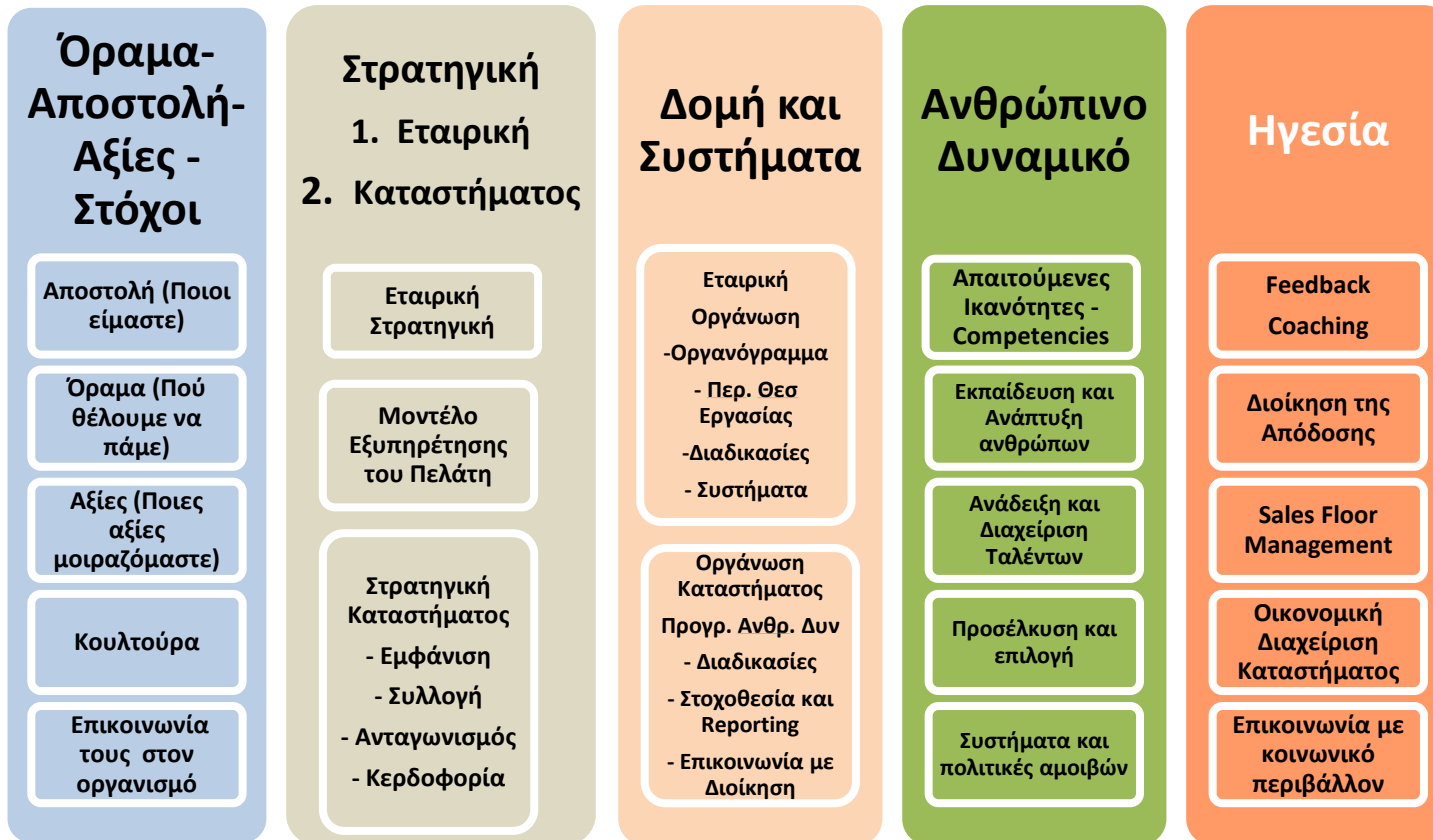 Όραμα-
Αποστολή-
Αξίες -
Στόχοι
Αποστολή (Ποιοι
είμαστε)
Όραμα (Πού
θέλουμε να
πάμε)
Αξίες (Ποιες
αξίες
μοιραζόμαστε)
Κουλτούρα
Επικοινωνία
τους στον
οργανισμό
Στρατηγική
1. Εταιρική
2. Καταστήματος
Εταιρική
Στρατηγική
Μοντέλο
Εξυπηρέτησης
του Πελάτη
Στρατηγική
Καταστήματος
- Εμφάνιση
- Συλλογή
- Ανταγωνισμός
- Κερδοφορία
Δομή και
Συστήματα
Εταιρική
Οργάνωση
-Οργανόγραμμα
- Περ. Θεσ
Εργασίας
-Διαδικασίες
- Συστήματα
Οργάνωση
Καταστήματος
Προγρ. Ανθρ. Δυν
- Διαδικασίες
- Στοχοθεσία και
Reporting
- Επικοινωνία με
Διοίκηση
Ανθρώπινο
Δυναμικό
Απαιτούμενες
Ικανότητες -
Competencies
Εκπαίδευση και
Ανάπτυξη
ανθρώπων
Ανάδειξη και
Διαχείριση
Ταλέντων
Προσέλκυση και
επιλογή
Συστήματα και
πολιτικές αμοιβών
Ηγεσία
Feedback
Coaching
Διοίκηση της
Απόδοσης
Sales Floor
Management
Οικονομική
Διαχείριση
Καταστήματος
Επικοινωνία με
κοινωνικό
περιβάλλον